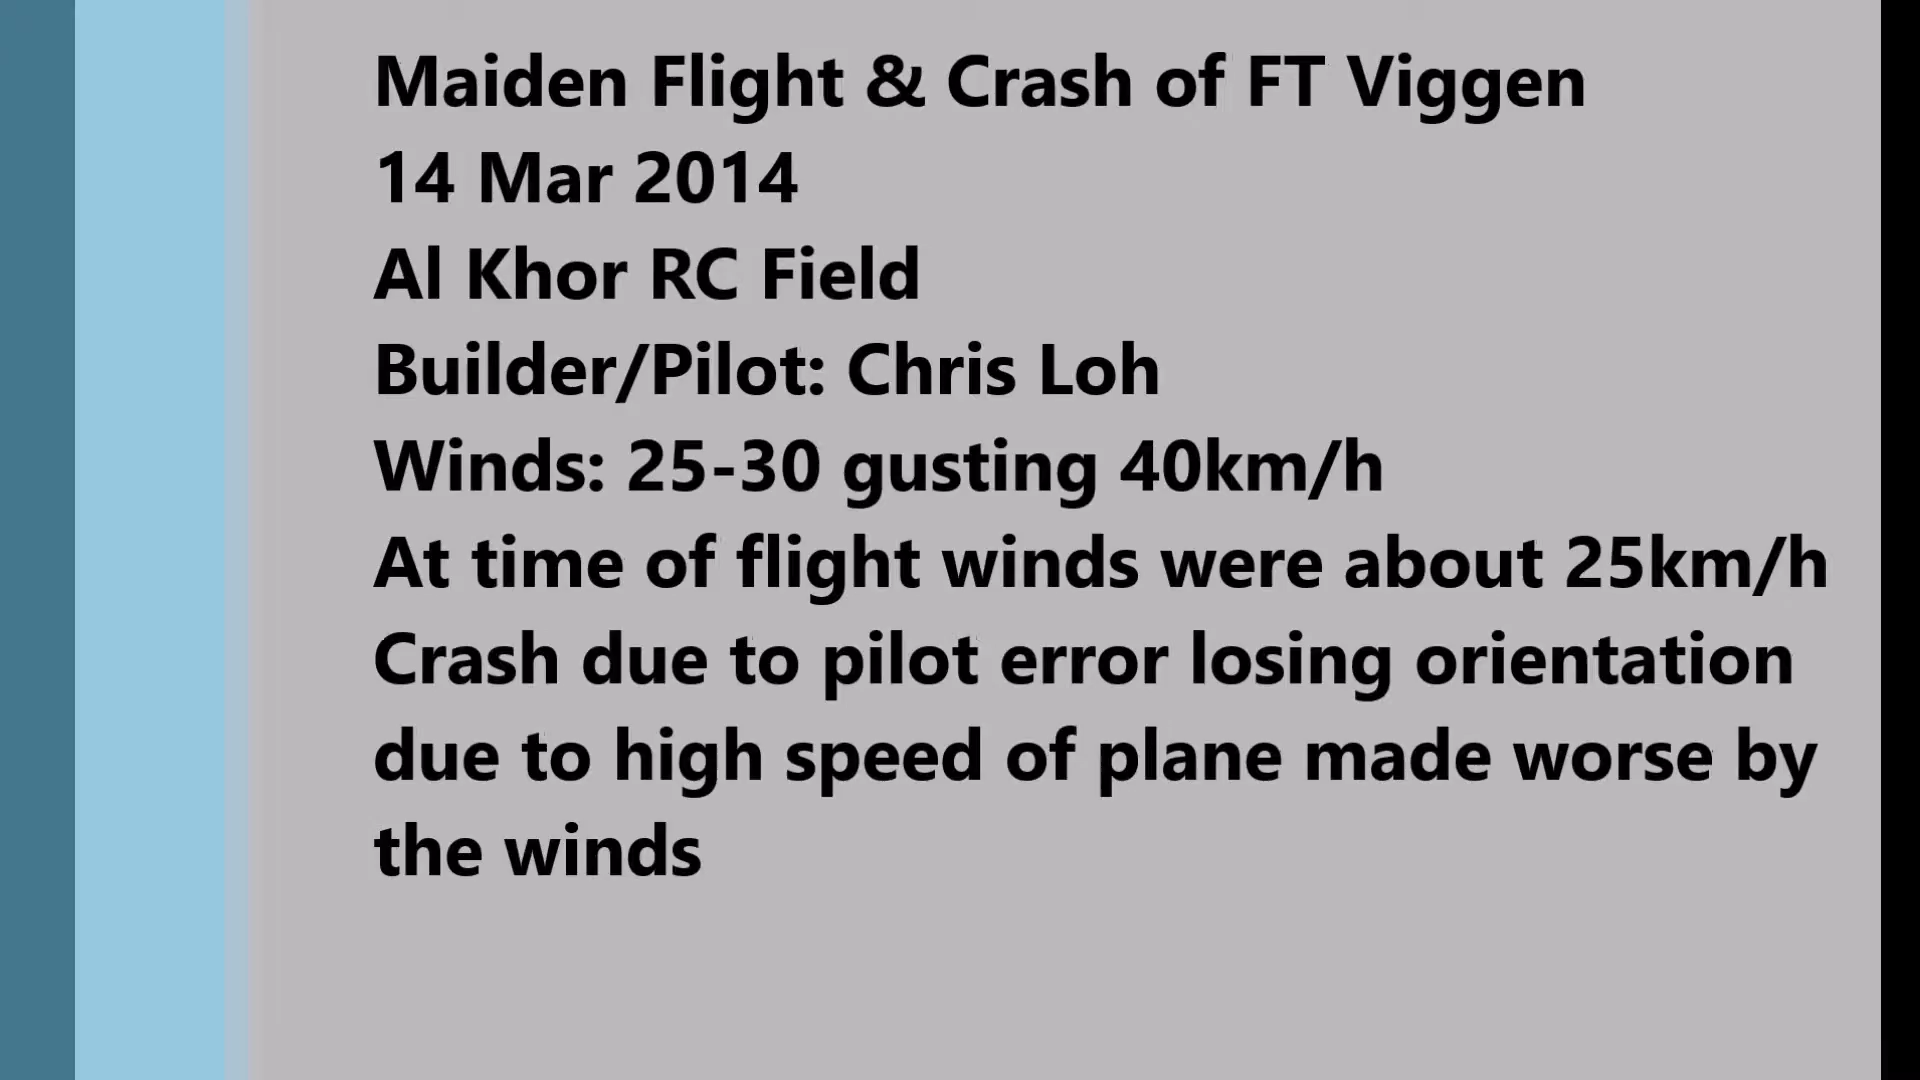 Maiden Flight & Crash of FT Viggen
14 Mar 2014
Al Khor RC Field
Builder/Pilot: Chris Loh
Winds: 25-30 gusting 40km/h
At time of flight winds were about 25km/h
Crash due to pilot error losing orientation
due to high speed of plane made worse by
the winds